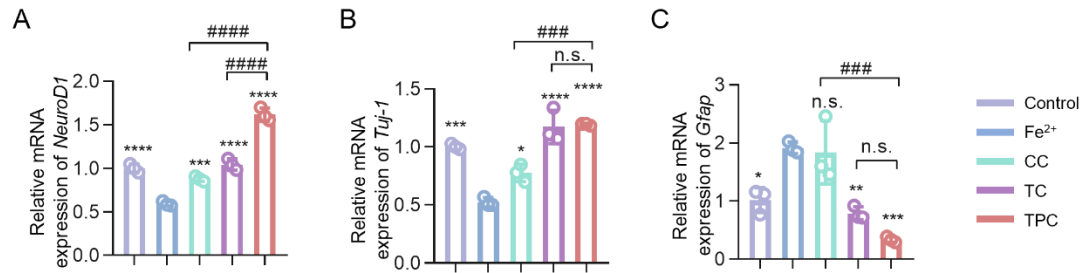 A
Relative mRNA
expression of NeuroD1
2.0
1.5
1.0
0.5
0.0
####
####
****
***
****
****
B
Relative mRNA
expression of Tuj-1
1.5
1.0
0.5
0.0
###
n.s.
***
*
****
****
C
Relative mRNA
expression of Gfap
3
2
1
0
###
n.s.
n.s.
*
**
***
Control
Fe²⁺
CC
TC
TPC